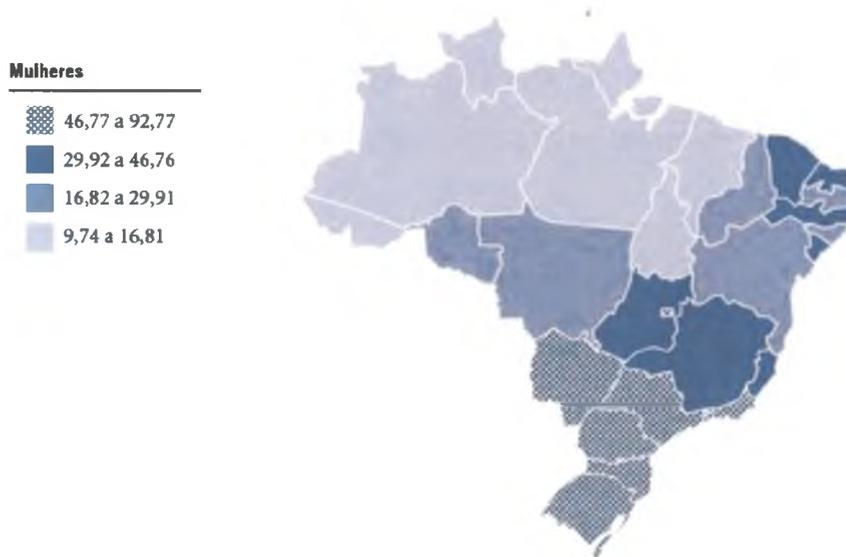 Mulheres
46,77 a 92,77
29,92 a 46,76
16,82 a 29,91
9,74 a 16,81